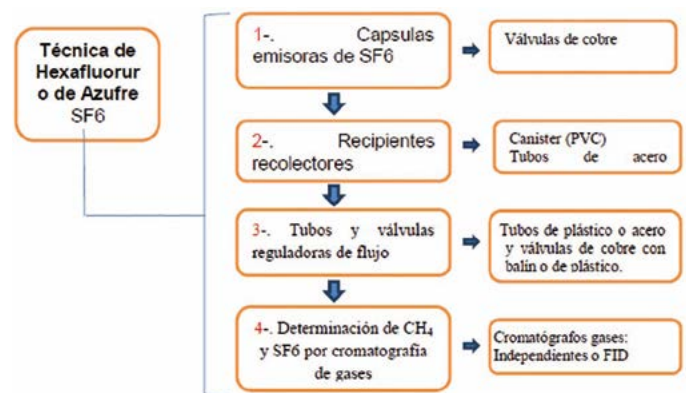 Técnica de
Hexafluorur
o de Azufre
SF6
1-. Capsulas
emisoras de SF6
Válvulas de cobre
2-. Recipientes
recolectores
Canister (PVC)
Tubos de acero
3-. Tubos y válvulas
reguladoras de flujo
Tubos de plástico o acero
y válvulas de cobre con
balín o de plástico.
4-. Determinación de CH₄
y SF6 por cromatografía
de gases
Cromatógrafos gases:
Independientes o FID